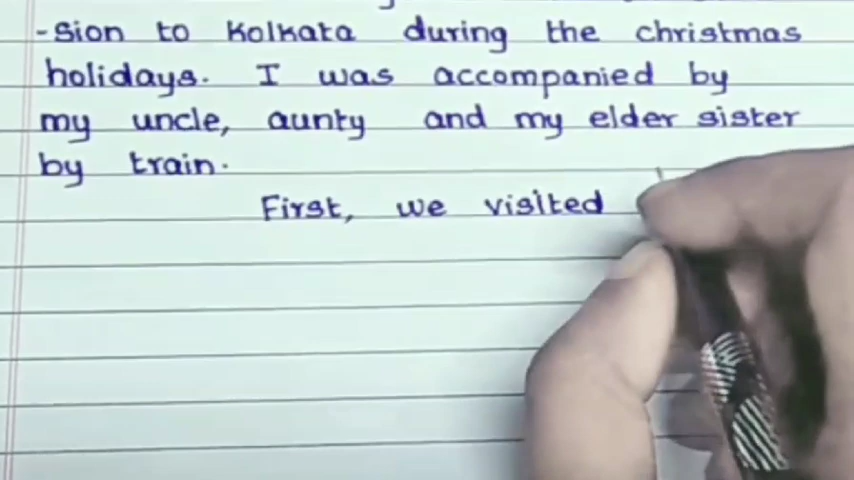 -sion to Kolkata during the christmas
holidays. I was accompanied by
my uncle, aunty and my elder sister
by train.
First, we visited